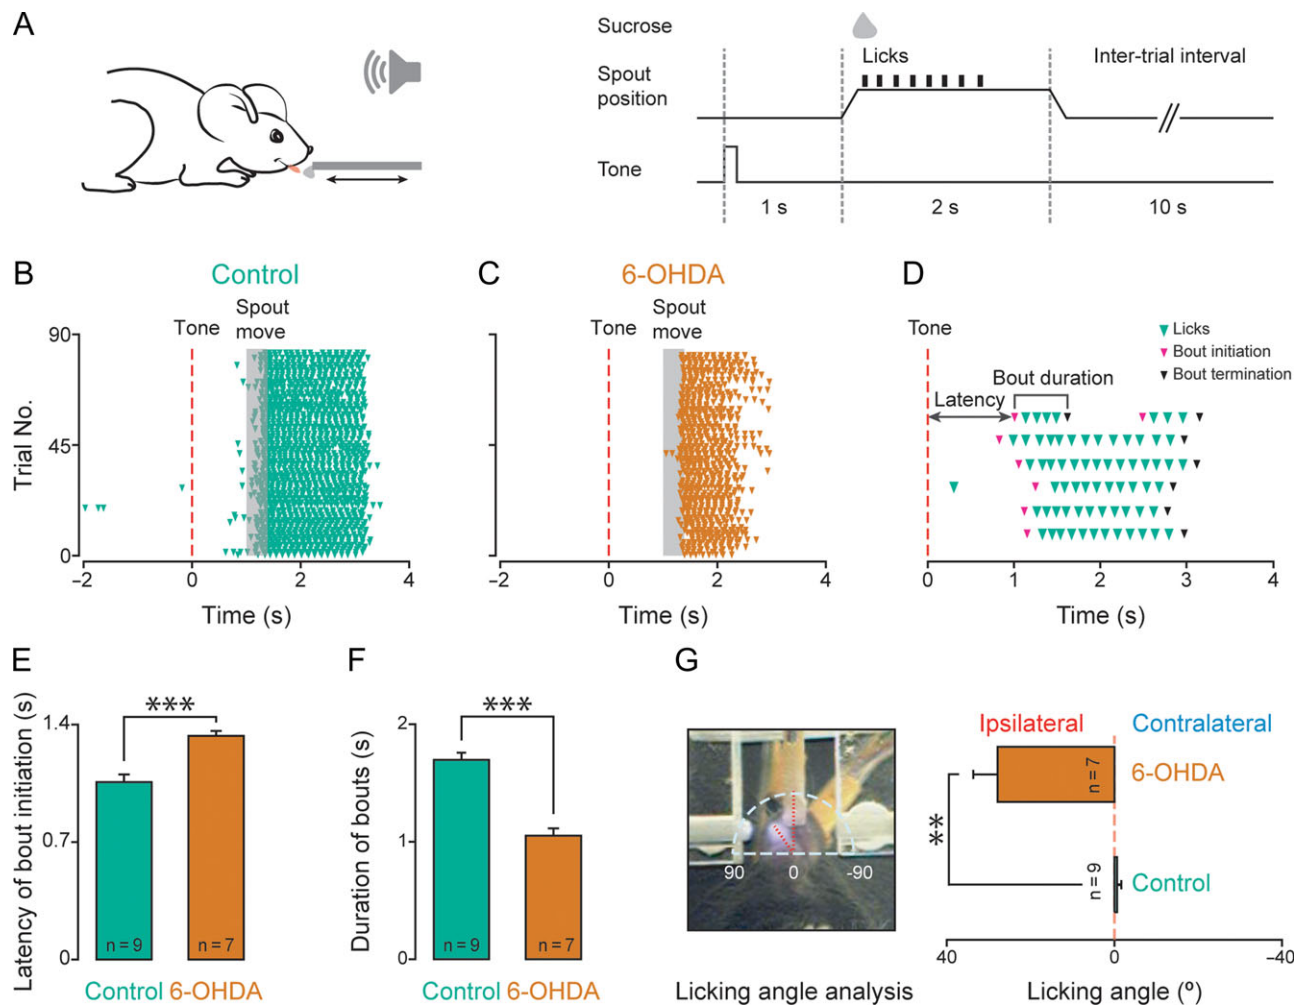 A
Sucrose
Licks
Inter-trial interval
Spout
position
Tone
1 s
2 s
10 s
B
Control
C
6-OHDA
D
Tone
Spout
move
Tone
Spout
move
Tone
Licks
Bout initiation
Bout termination
Bout duration
Latency
Trial No.
90
45
0
−2
0
2
4
−2
0
2
4
0
1
2
3
4
Time (s)
Time (s)
Time (s)
E
F
G
Latency of bout initiation (s)
1.4
0.7
0
***
n = 9
n = 7
Control
6-OHDA
Duration of bouts (s)
2
1
0
***
n = 9
n = 7
Control
6-OHDA
90
0
-90
Licking angle analysis
Ipsilateral
Contralateral
n = 7
6-OHDA
**
n = 9
Control
40
0
−40
Licking angle (º)